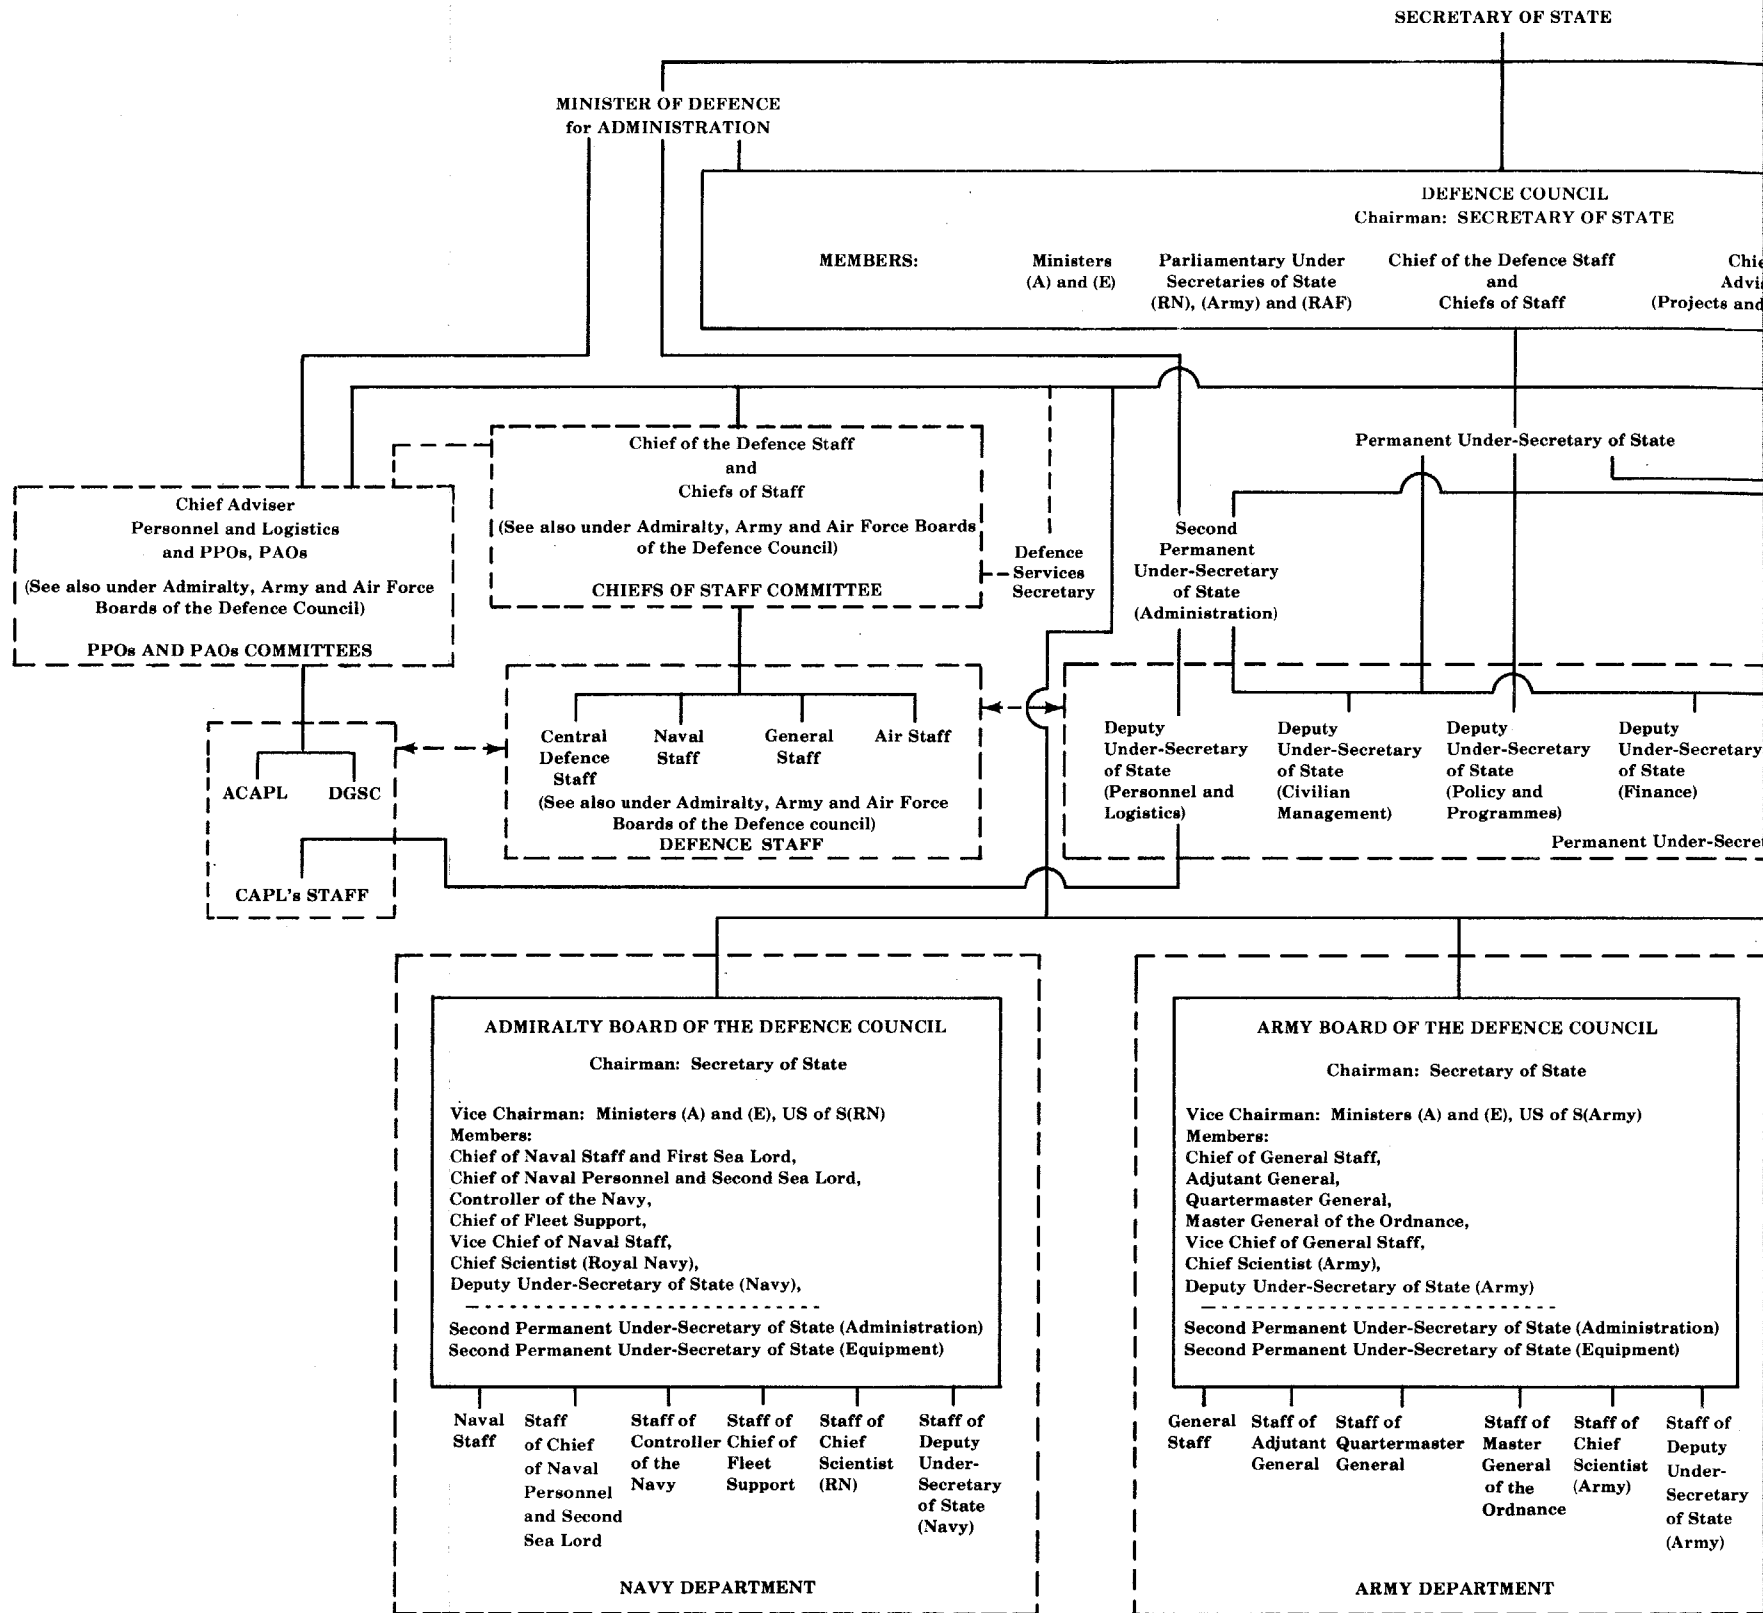 SECRETARY OF STATE
MINISTER OF DEFENCE
for ADMINISTRATION
DEFENCE COUNCIL
Chairman: SECRETARY OF STATE
MEMBERS:
Ministers
(A) and (E)
Parliamentary Under
Secretaries of State
(RN), (Army) and (RAF)
Chief of the Defence Staff
and
Chiefs of Staff
(Projects and
Permanent Under-Secretary of State
Chief Adviser
Personnel and Logistics
and PPOs, PAOs
(See also under Admiralty, Army and Air Force
Boards of the Defence Council)
PPOs AND PAOs COMMITTEES
Chief of the Defence Staff
and
Chiefs of Staff
(See also under Admiralty, Army and Air Force Boards
of the Defence Council)
CHIEFS OF STAFF COMMITTEE
Defence
Services
Secretary
Second
Permanent
Under-Secretary
of State
(Administration)
ACAPL
DGSC
CAPL's STAFF
Central
Defence
Staff
Naval
Staff
General
Staff
Air Staff
(See also under Admiralty, Army and Air Force
Boards of the Defence council)
DEFENCE STAFF
Deputy
Under-Secretary
of State
(Personnel and
Logistics)
Deputy
Under-Secretary
of State
(Civilian
Management)
Deputy
Under-Secretary
of State
(Policy and
Programmes)
Deputy
Under-Secretary
of State
(Finance)
Permanent Under-Secre
ADMIRALTY BOARD OF THE DEFENCE COUNCIL
Chairman: Secretary of State
Vice Chairman: Ministers (A) and (E), US of S(RN)
Members:
Chief of Naval Staff and First Sea Lord,
Chief of Naval Personnel and Second Sea Lord,
Controller of the Navy,
Chief of Fleet Support,
Vice Chief of Naval Staff,
Chief Scientist (Royal Navy),
Deputy Under-Secretary of State (Navy),
Second Permanent Under-Secretary of State (Administration)
Second Permanent Under-Secretary of State (Equipment)
Naval
Staff
Staff
of Chief
of Naval
Personnel
and Second
Sea Lord
Staff of
Controller
of the
Navy
Staff of
Chief of
Fleet
Support
Staff of
Chief
Scientist
(RN)
Staff of
Deputy
Under-
Secretary
of State
(Navy)
NAVY DEPARTMENT
ARMY BOARD OF THE DEFENCE COUNCIL
Chairman: Secretary of State
Vice Chairman: Ministers (A) and (E), US of S(Army)
Members:
Chief of General Staff,
Adjutant General,
Quartermaster General,
Master General of the Ordnance,
Vice Chief of General Staff,
Chief Scientist (Army),
Deputy Under-Secretary of State (Army)
Second Permanent Under-Secretary of State (Administration)
Second Permanent Under-Secretary of State (Equipment)
General
Staff
Staff of
Adjutant
General
Staff of
Quartermaster
General
Staff of
Master
General
of the
Ordnance
Staff of
Chief
Scientist
(Army)
Staff of
Deputy
Under-
Secretary
of State
(Army)
ARMY DEPARTMENT